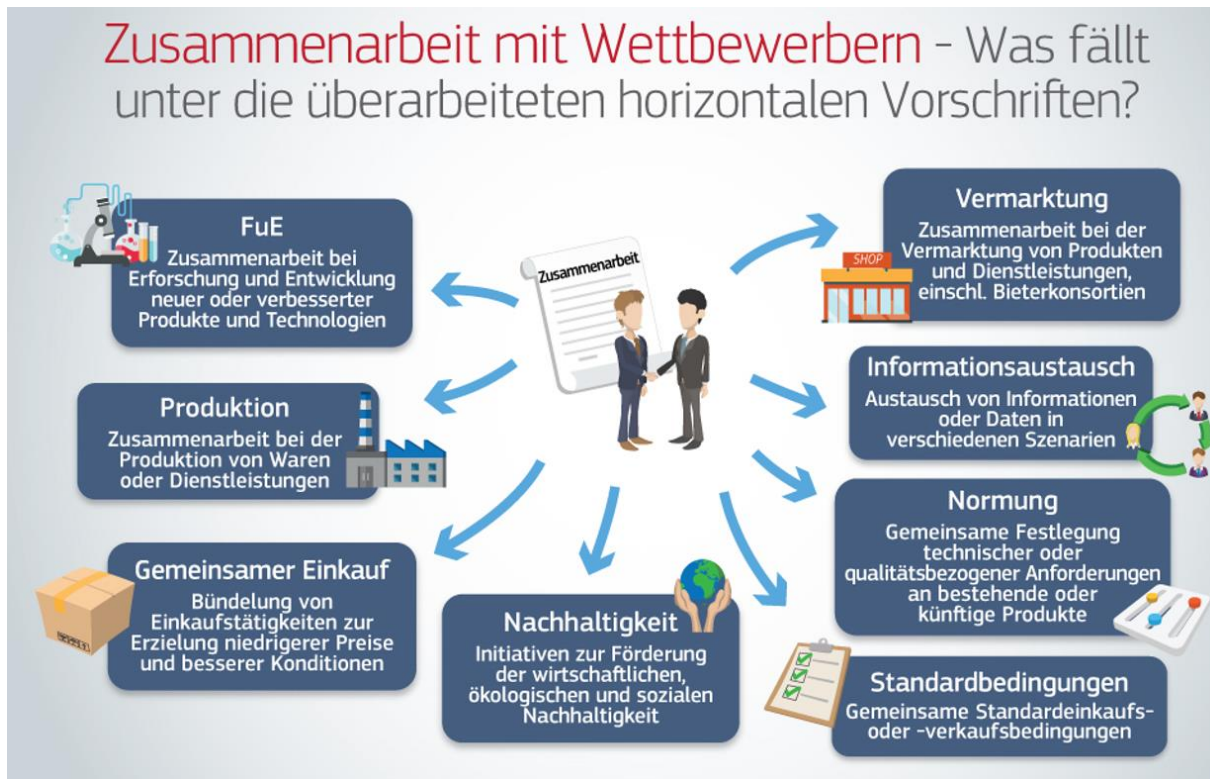 Zusammenarbeit mit Wettbewerbern - Was fällt
unter die überarbeiteten horizontalen Vorschriften?
FuE
Zusammenarbeit bei
Erforschung und Entwicklung
neuer oder verbesserter
Produkte und Technologien
Produktion
Zusammenarbeit bei der
Produktion von Waren
oder Dienstleistungen
Gemeinsamer Einkauf
Bündelung von
Einkaufstätigkeiten zur
Erzielung niedrigerer Preise
und besserer Konditionen
Zusammenarbeit
Nachhaltigkeit
Initiativen zur Förderung
der wirtschaftlichen,
ökologischen und sozialen
Nachhaltigkeit
Vermarktung
Zusammenarbeit bei der
Vermarktung von Produkten
und Dienstleistungen,
einschl. Bieterkonsortien
SHOP
Informationsaustausch
Austausch von Informationen
oder Daten in
verschiedenen Szenarien
Normung
Gemeinsame Festlegung
technischer oder
qualitätsbezogener Anforderungen
an bestehende oder
künftige Produkte
Standardbedingungen
Gemeinsame Standardeinkaufs-
oder -verkaufsbedingungen